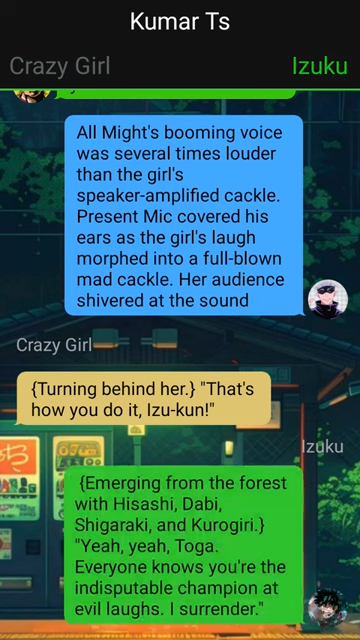 Kumar Ts
Crazy Girl
Izuku
All Might's booming voice
was several times louder
than the girl's
speaker-amplified cackle.
Present Mic covered his
ears as the girl's laugh
morphed into a full-blown
mad cackle. Her audience
shivered at the sound
Crazy Girl
{Turning behind her.} "That's
how you do it, Izu-kun!"
Izuku
{Emerging from the forest
with Hisashi, Dabi,
Shigaraki, and Kurogiri.}
"Yeah, yeah, Toga.
Everyone knows you're the
indisputable champion at
evil laughs. I surrender."